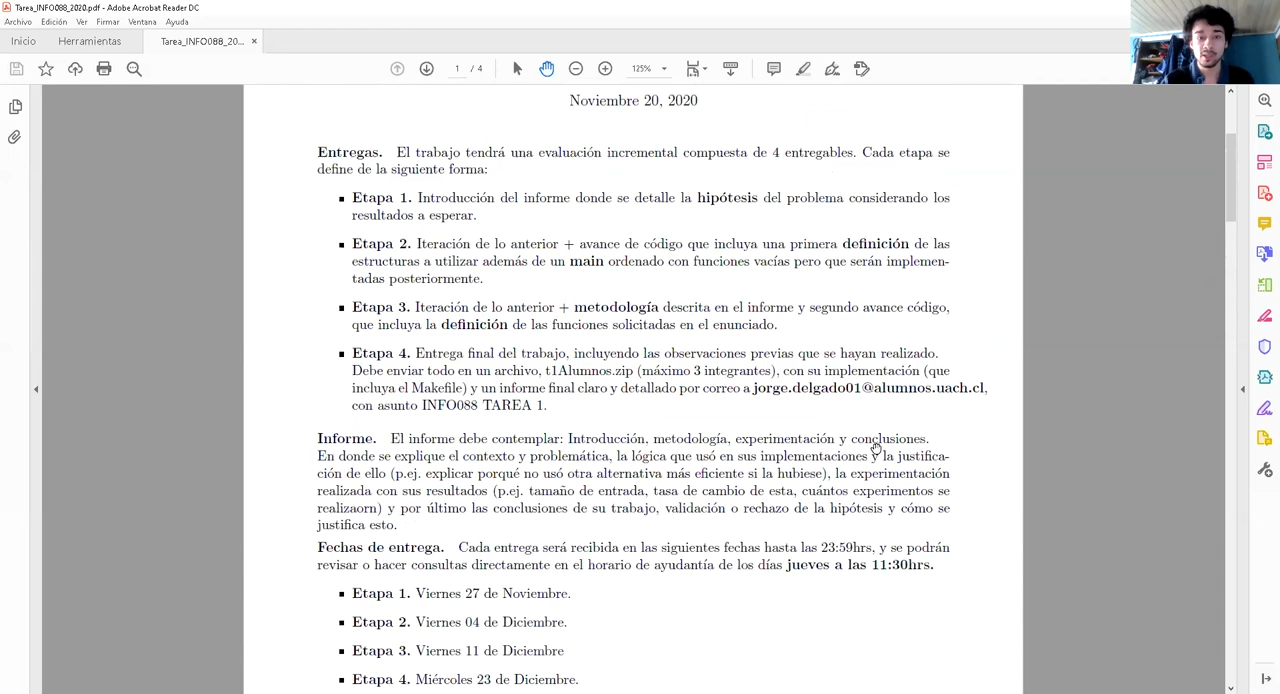 Tarea_INFO088_2020.pdf - Adobe Acrobat Reader DC
Archivo Edición Ver Firmar Ventana Ayuda
Inicio Herramientas Tarea_INFO088_20... ×
1 / 4 125%
Noviembre 20, 2020
Entregas. El trabajo tendrá una evaluación incremental compuesta de 4 entregables. Cada etapa se
define de la siguiente forma:
Etapa 1. Introducción del informe donde se detalle la hipótesis del problema considerando los
resultados a esperar.
Etapa 2. Iteración de lo anterior + avance de código que incluya una primera definición de las
estructuras a utilizar además de un main ordenado con funciones vacías pero que serán implemen-
tadas posteriormente.
Etapa 3. Iteración de lo anterior + metodología descrita en el informe y segundo avance código,
que incluya la definición de las funciones solicitadas en el enunciado.
Etapa 4. Entrega final del trabajo, incluyendo las observaciones previas que se hayan realizado.
Debe enviar todo en un archivo, t1Alumnos.zip (máximo 3 integrantes), con su implementación (que
incluya el Makefile) y un informe final claro y detallado por correo a jorge.delgado01@alumnos.uach.cl,
con asunto INFO088 TAREA 1.
Informe. El informe debe contemplar: Introducción, metodología, experimentación y conclusiones.
En donde se explique el contexto y problemática, la lógica que usó en sus implementaciones y la justifica-
ción de ello (p.ej. explicar porqué no usó otra alternativa más eficiente si la hubiese), la experimentación
realizada con sus resultados (p.ej. tamaño de entrada, tasa de cambio de esta, cuántos experimentos se
realizaorn) y por último las conclusiones de su trabajo, validación o rechazo de la hipótesis y cómo se
justifica esto.
Fechas de entrega. Cada entrega será recibida en las siguientes fechas hasta las 23:59hrs, y se podrán
revisar o hacer consultas directamente en el horario de ayudantía de los días jueves a las 11:30hrs.
Etapa 1. Viernes 27 de Noviembre.
Etapa 2. Viernes 04 de Diciembre.
Etapa 3. Viernes 11 de Diciembre
Etapa 4. Miércoles 23 de Diciembre.